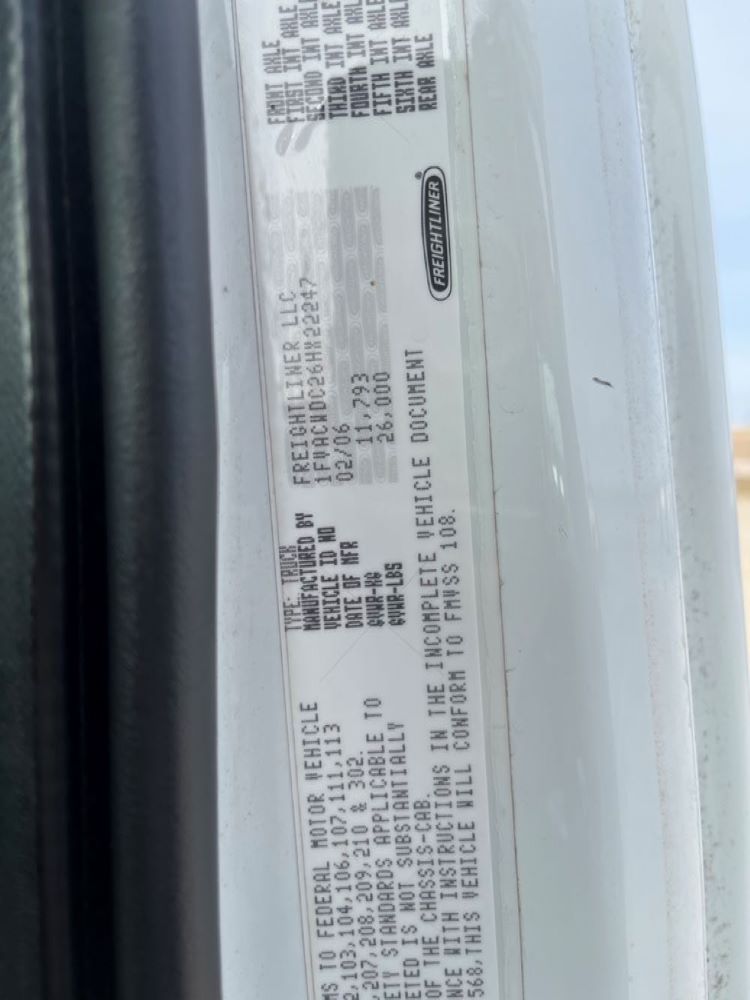 MS TO FEDERAL MOTOR VEHICLE
2,103,104,106,107,111,113
,207,208,209,210 & 302.
ETY STANDARDS APPLICABLE TO
ETED IS NOT SUBSTANTIALLY
OF THE CHASSIS-CAB.
NCE WITH INSTRUCTIONS IN THE INCOMPLETE VEHICLE DOCUMENT
568,THIS VEHICLE WILL CONFORM TO FMVSS 108.
TYPE: TRUCK
MANUFACTURED BY FREIGHTLINER LLC
VEHICLE ID NO 1FVACWDC26HX22247
DATE OF MFR 02/06
GVWR-KG 11,793
GVWR-LBS 26,000
FREIGHTLINER
FRONT AXLE
FIRST INT AXLE
SECOND INT AXLE
THIRD INT AXLE
FOURTH INT AXLE
FIFTH INT AXLE
SIXTH INT AXLE
REAR AXLE